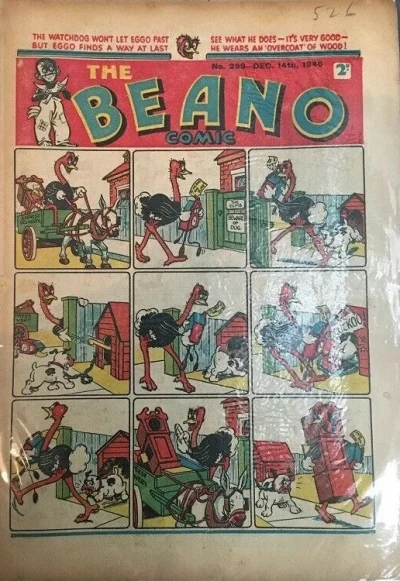 526
THE WATCHDOG WON'T LET EGGO PAST
BUT EGGO FINDS A WAY AT LAST
SEE WHAT HE DOES — IT'S VERY GOOD —
HE WEARS AN 'OVERCOAT' OF WOOD!
No. 299—DEC. 14th, 1946
2D
THE
BEANO
COMIC
BEWARE
OF
DOG